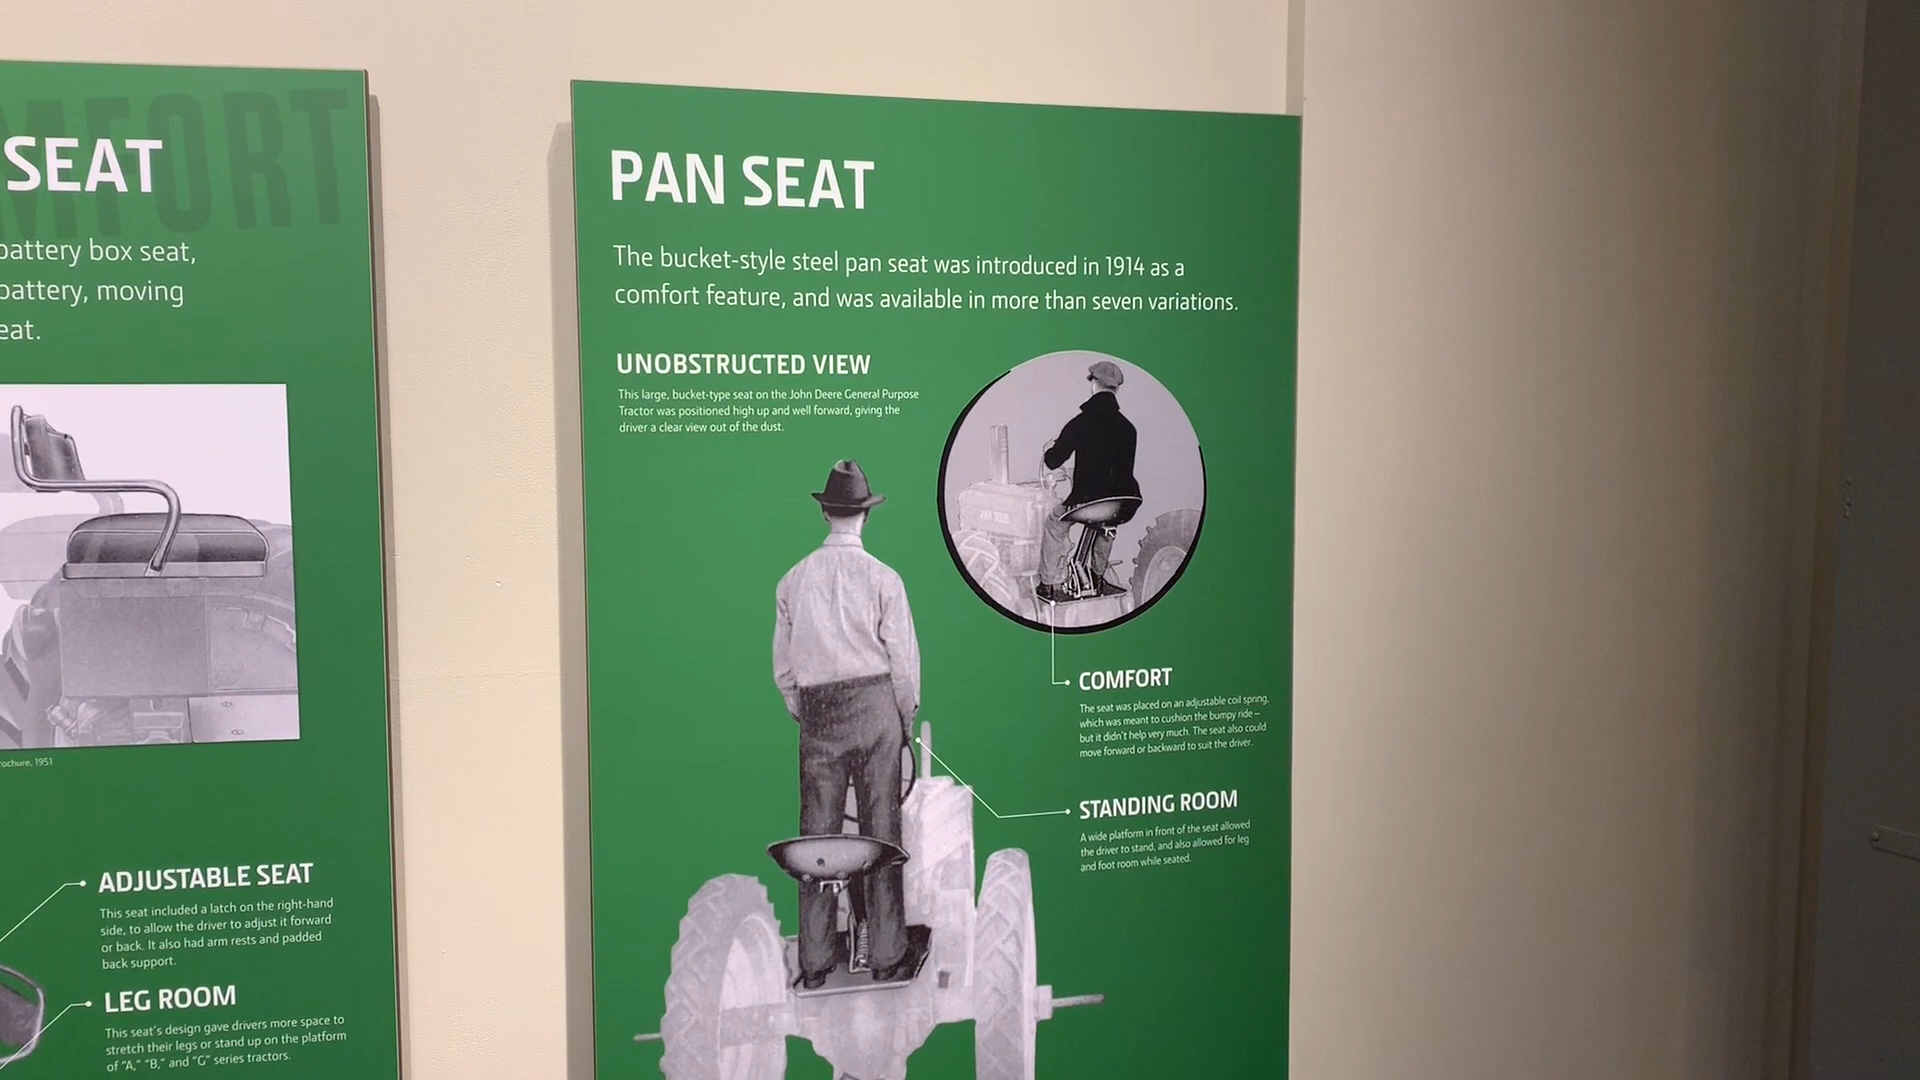 MFORT
SEAT
battery box seat,
battery, moving
eat.
rochure, 1951
ADJUSTABLE SEAT
This seat included a latch on the right-hand
side, to allow the driver to adjust it forward
or back. It also had arm rests and padded
back support.
LEG ROOM
This seat's design gave drivers more space to
stretch their legs or stand up on the platform
of "A," "B," and "G" series tractors.
PAN SEAT
The bucket-style steel pan seat was introduced in 1914 as a
comfort feature, and was available in more than seven variations.
UNOBSTRUCTED VIEW
This large, bucket-type seat on the John Deere General Purpose
Tractor was positioned high up and well forward, giving the
driver a clear view out of the dust.
JOHN DEERE
COMFORT
The seat was placed on an adjustable coil spring,
which was meant to cushion the bumpy ride –
but it didn't help very much. The seat also could
move forward or backward to suit the driver.
STANDING ROOM
A wide platform in front of the seat allowed
the driver to stand, and also allowed for leg
and foot room while seated.